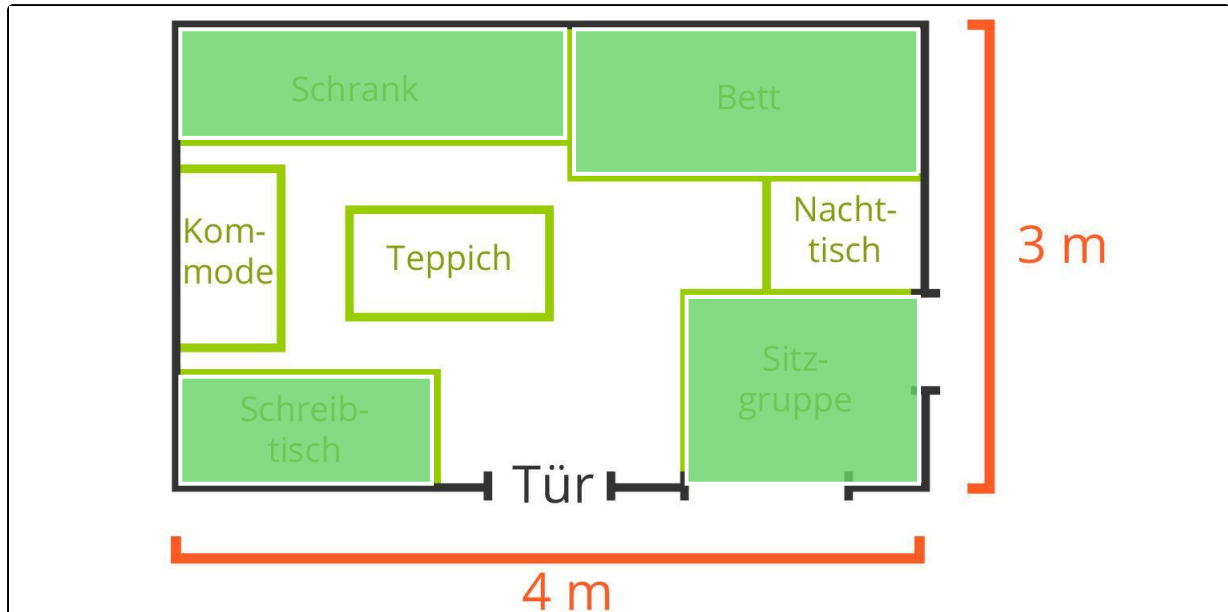 Schrank
Bett
Kom-
mode
Teppich
Nacht-
tisch
3 m
Schreib-
tisch
Sitz-
gruppe
Tür
4 m